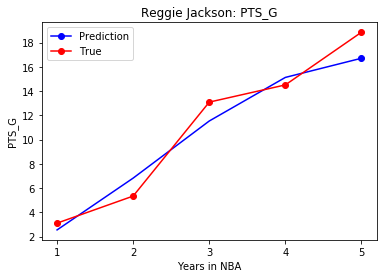 Reggie Jackson: PTS_G
Prediction
True
PTS_G
18
16
14
12
10
8
6
4
2
1 2 3 4 5
Years in NBA